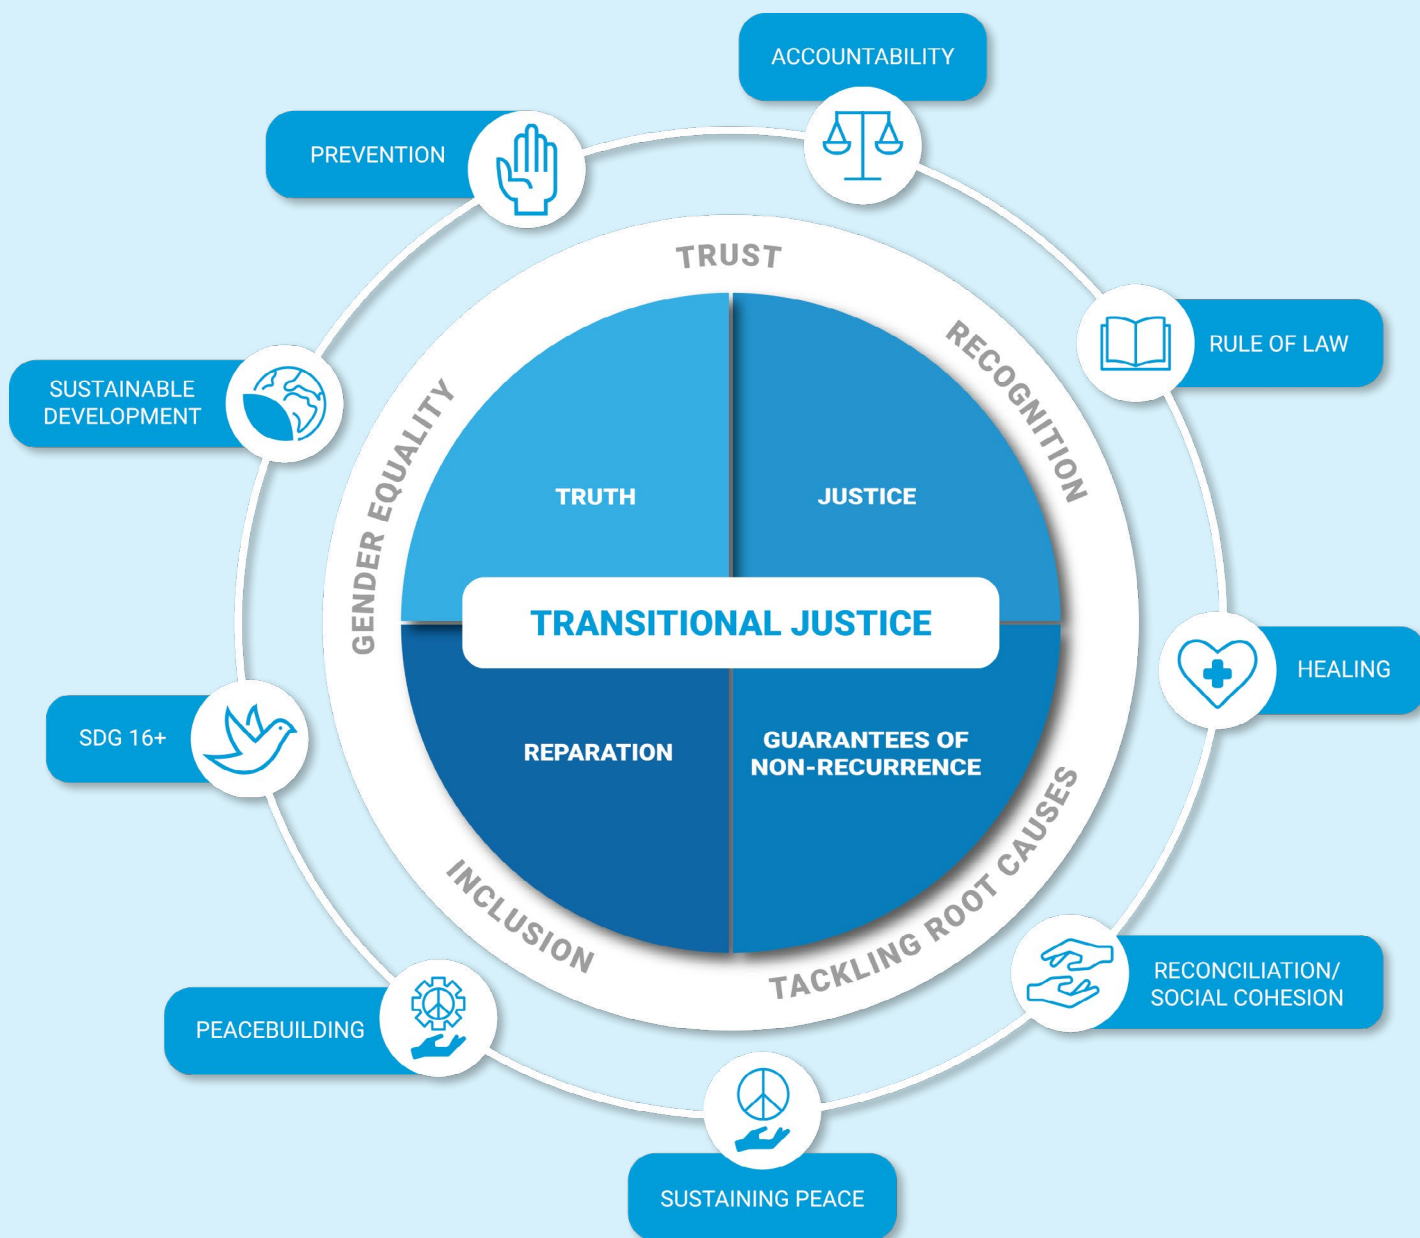 ACCOUNTABILITY
PREVENTION
TRUST
RECOGNITION
RULE OF LAW
SUSTAINABLE
DEVELOPMENT
GENDER EQUALITY
TRUTH
JUSTICE
TRANSITIONAL JUSTICE
HEALING
SDG 16+
REPARATION
GUARANTEES OF
NON-RECURRENCE
INCLUSION
TACKLING ROOT CAUSES
RECONCILIATION/
SOCIAL COHESION
PEACEBUILDING
SUSTAINING PEACE